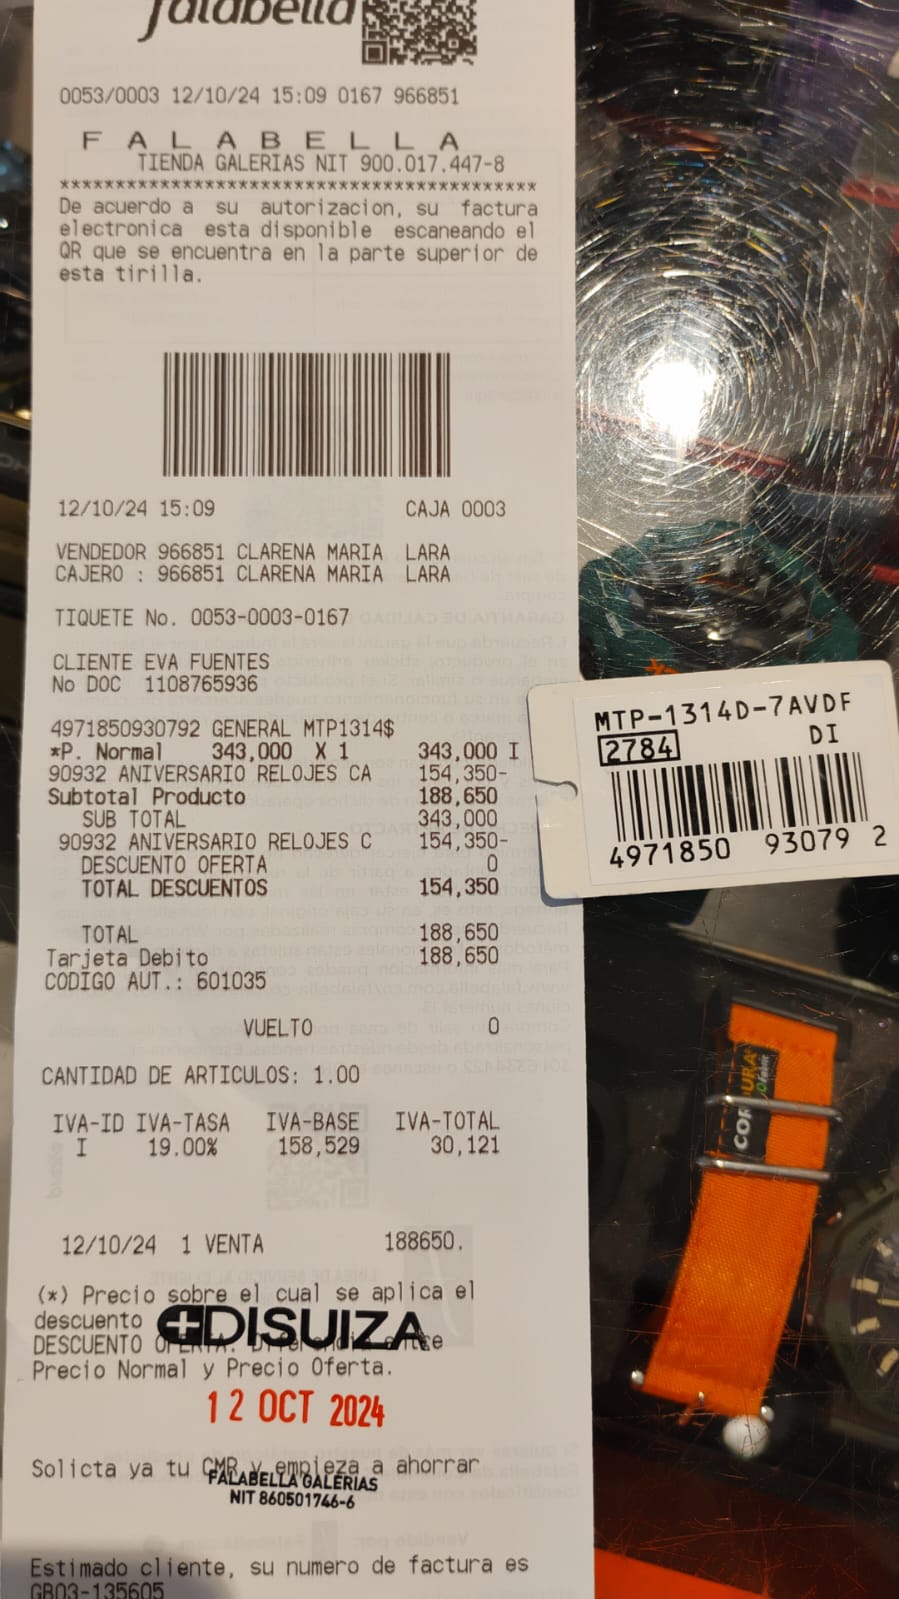 falabella
0053/0003 12/10/24 15:09 0167 966851
F A L A B E L L A
TIENDA GALERIAS NIT 900.017.447-8
*******************************************
De acuerdo a su autorizacion, su factura
electronica esta disponible escaneando el
QR que se encuentra en la parte superior de
esta tirilla.
12/10/24 15:09 CAJA 0003
VENDEDOR 966851 CLARENA MARIA LARA
CAJERO : 966851 CLARENA MARIA LARA
TIQUETE No. 0053-0003-0167
CLIENTE EVA FUENTES
No DOC 1108765936
4971850930792 GENERAL MTP1314$
*P. Normal 343,000 X 1 343,000 I
90932 ANIVERSARIO RELOJES CA 154,350-
Subtotal Producto 188,650
SUB TOTAL 343,000
90932 ANIVERSARIO RELOJES C 154,350-
DESCUENTO OFERTA 0
TOTAL DESCUENTOS 154,350
TOTAL 188,650
Tarjeta Debito 188,650
CODIGO AUT.: 601035
VUELTO 0
CANTIDAD DE ARTICULOS: 1.00
IVA-ID IVA-TASA IVA-BASE IVA-TOTAL
I 19.00% 158,529 30,121
12/10/24 1 VENTA 188650.
(*) Precio sobre el cual se aplica el
descuento
DISUIZA
DESCUENTO OFERTA. Diferencia entre
Precio Normal y Precio Oferta.
12 OCT 2024
Solicta ya tu CMR y empieza a ahorrar
FALABELLA GALERIAS
NIT 860501746-6
Estimado cliente, su numero de factura es
GB03-135605
MTP-1314D-7AVDF
2784 DI
4971850 93079 2
CORDURA